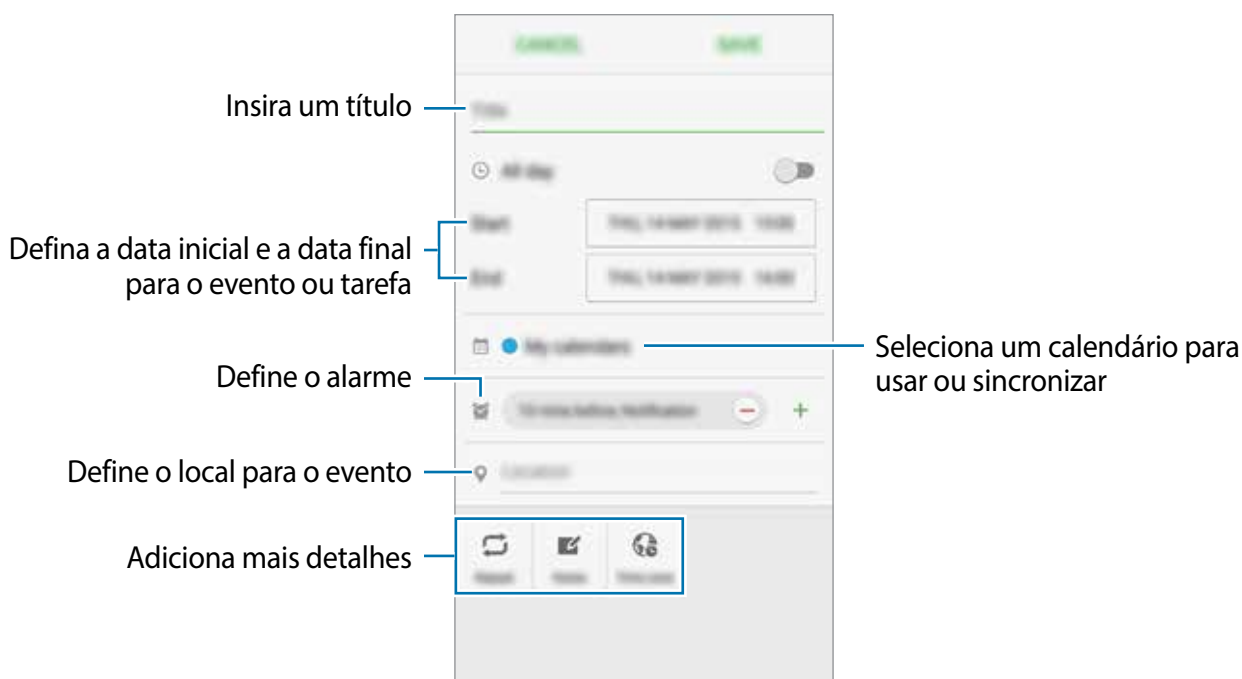 CANCEL
SAVE
Insira um título
Title
All day
Start
Defina a data inicial e a data final
para o evento ou tarefa
End
My calendars
Seleciona um calendário para
usar ou sincronizar
Define o alarme
Define o local para o evento
Location
Adiciona mais detalhes